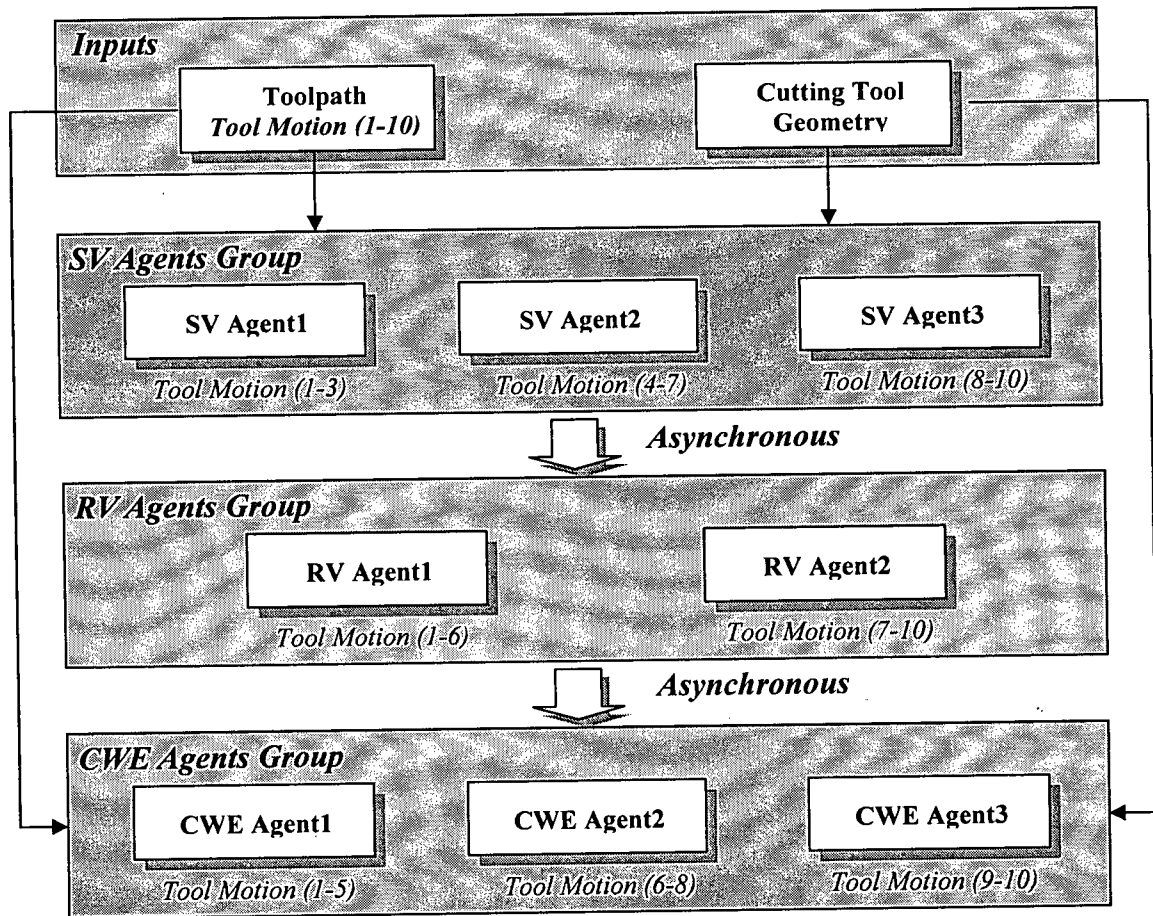 Inputs
Toolpath
Tool Motion (1-10)
Cutting Tool
Geometry
SV Agents Group
SV Agent1
SV Agent2
SV Agent3
Tool Motion (1-3)
Tool Motion (4-7)
Tool Motion (8-10)
Asynchronous
RV Agents Group
RV Agent1
RV Agent2
Tool Motion (1-6)
Tool Motion (7-10)
Asynchronous
CWE Agents Group
CWE Agent1
CWE Agent2
CWE Agent3
Tool Motion (1-5)
Tool Motion (6-8)
Tool Motion (9-10)